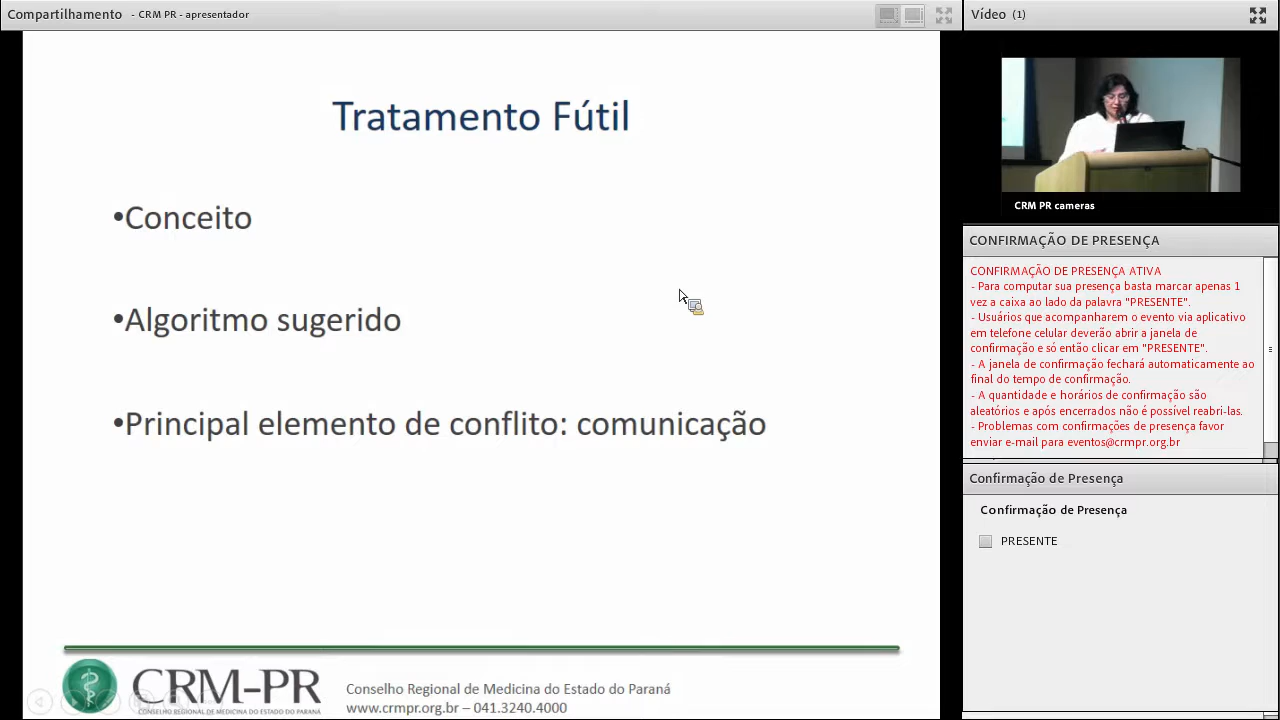 Compartilhamento - CRM PR - apresentador
Tratamento Fútil
•Conceito
•Algoritmo sugerido
•Principal elemento de conflito: comunicação
CRM-PR
CONSELHO REGIONAL DE MEDICINA DO ESTADO DO PARANÁ
Conselho Regional de Medicina do Estado do Paraná
www.crmpr.org.br – 041.3240.4000
Vídeo (1)
CRM PR cameras
CONFIRMAÇÃO DE PRESENÇA
CONFIRMAÇÃO DE PRESENÇA ATIVA
- Para computar sua presença basta marcar apenas 1
vez a caixa ao lado da palavra "PRESENTE".
- Usuários que acompanharem o evento via aplicativo
em telefone celular deverão abrir a janela de
confirmação e só então clicar em "PRESENTE".
- A janela de confirmação fechará automaticamente ao
final do tempo de confirmação.
- A quantidade e horários de confirmação são
aleatórios e após encerrados não é possível reabri-las.
- Problemas com confirmações de presença favor
enviar e-mail para eventos@crmpr.org.br
Confirmação de Presença
Confirmação de Presença
PRESENTE